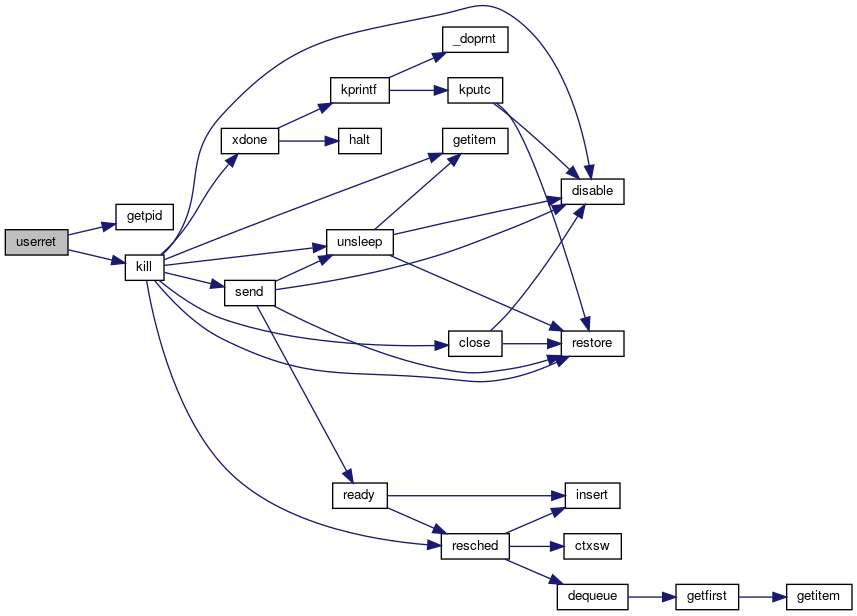 _doprnt
kprintf
kputc
xdone
halt
getitem
disable
getpid
userret
unsleep
kill
send
close
restore
ready
insert
resched
ctxsw
dequeue
getfirst
getitem